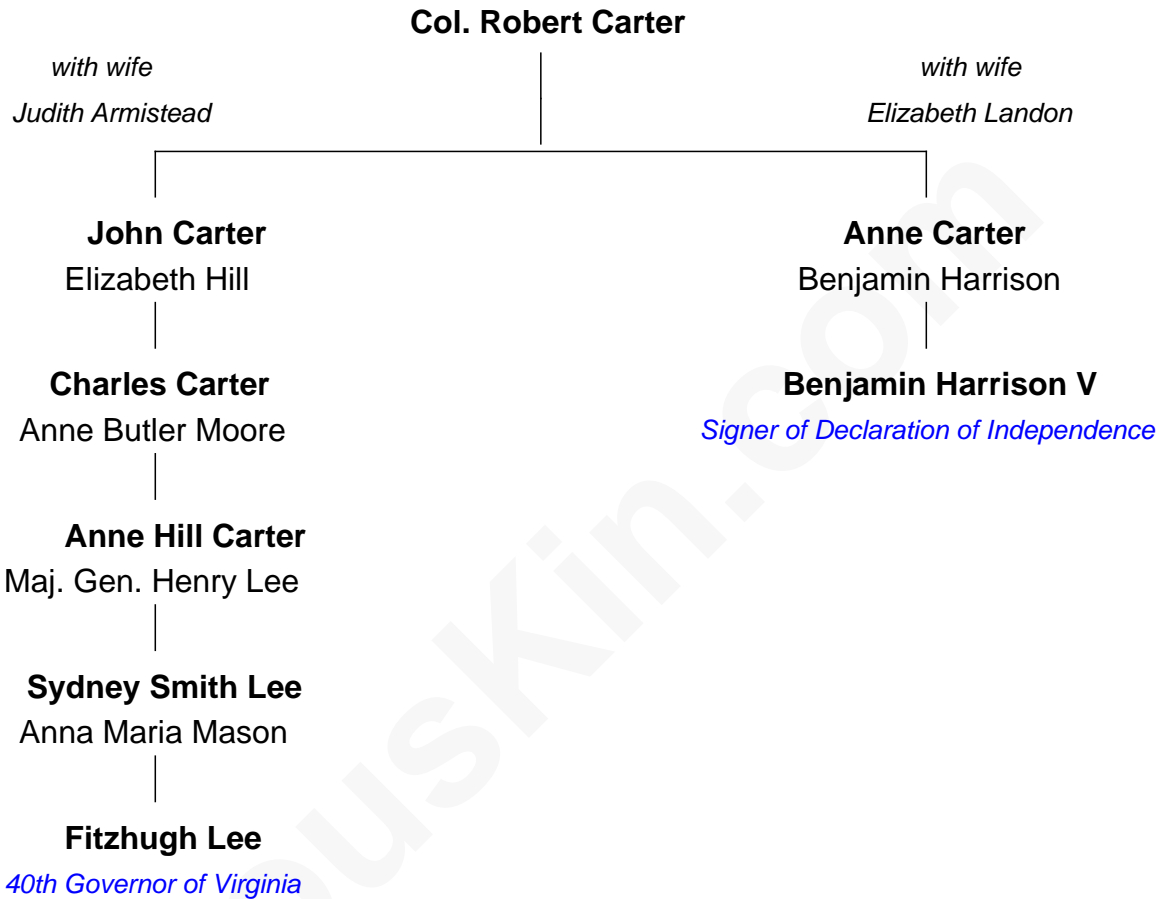 Col. Robert Carter
with wife
Judith Armistead
with wife
Elizabeth Landon
John Carter
Elizabeth Hill
Anne Carter
Benjamin Harrison
Charles Carter
Anne Butler Moore
Benjamin Harrison V
Signer of Declaration of Independence
Anne Hill Carter
Maj. Gen. Henry Lee
Sydney Smith Lee
Anna Maria Mason
Fitzhugh Lee
40th Governor of Virginia
ousKin.com